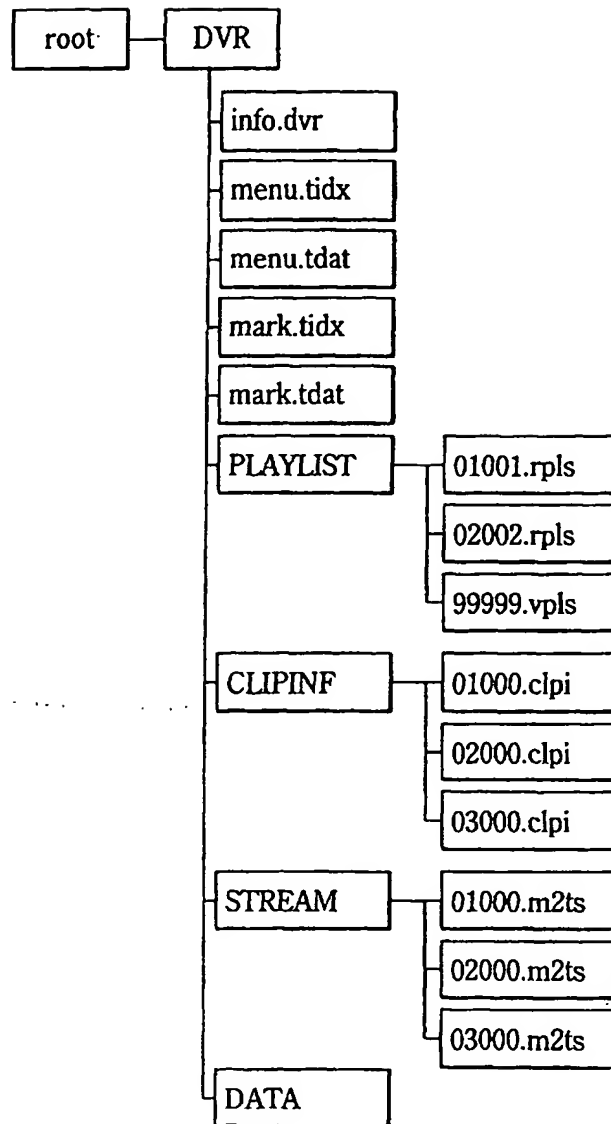 root DVR
info.dvr
menu.tidx
menu.tdat
mark.tidx
mark.tdat
PLAYLIST 01001.rpls
02002.rpls
99999.vpls
CLIPINF 01000.clpi
02000.clpi
03000.clpi
STREAM 01000.m2ts
02000.m2ts
03000.m2ts
DATA